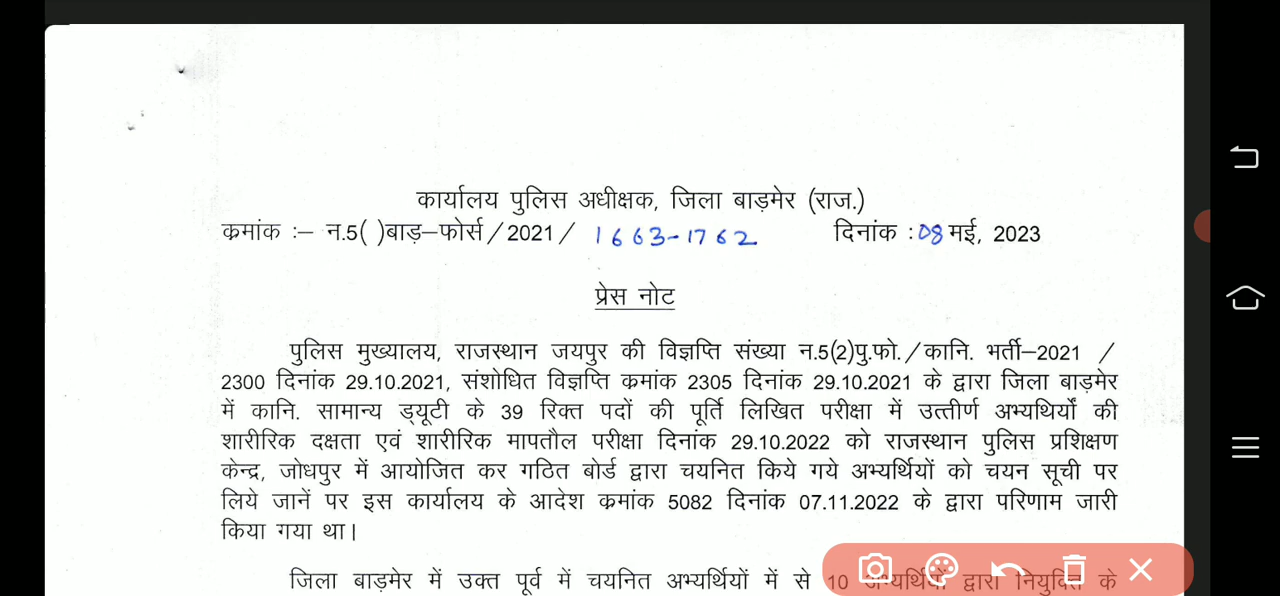 कार्यालय पुलिस अधीक्षक, जिला बाड़मेर (राज.)
क्रमांक :– न.5( )बाड़–फोर्स/2021/ 1663-1762 दिनांक :08 मई, 2023
प्रेस नोट
पुलिस मुख्यालय, राजस्थान जयपुर की विज्ञप्ति संख्या न.5(2)पु.फो./कानि. भर्ती–2021 /
2300 दिनांक 29.10.2021, संशोधित विज्ञप्ति क्रमांक 2305 दिनांक 29.10.2021 के द्वारा जिला बाड़मेर
में कानि. सामान्य ड्यूटी के 39 रिक्त पदों की पूर्ति लिखित परीक्षा में उत्तीर्ण अभ्यथियों की
शारीरिक दक्षता एवं शारीरिक मापतौल परीक्षा दिनांक 29.10.2022 को राजस्थान पुलिस प्रशिक्षण
केन्द्र, जोधपुर में आयोजित कर गठित बोर्ड द्वारा चयनित किये गये अभ्यर्थियों को चयन सूची पर
लिये जानें पर इस कार्यालय के आदेश क्रमांक 5082 दिनांक 07.11.2022 के द्वारा परिणाम जारी
किया गया था।
जिला बाड़मेर में उक्त पूर्व में चयनित अभ्यर्थियों में से 10 अभ्यर्थियों द्वारा नियुक्ति के